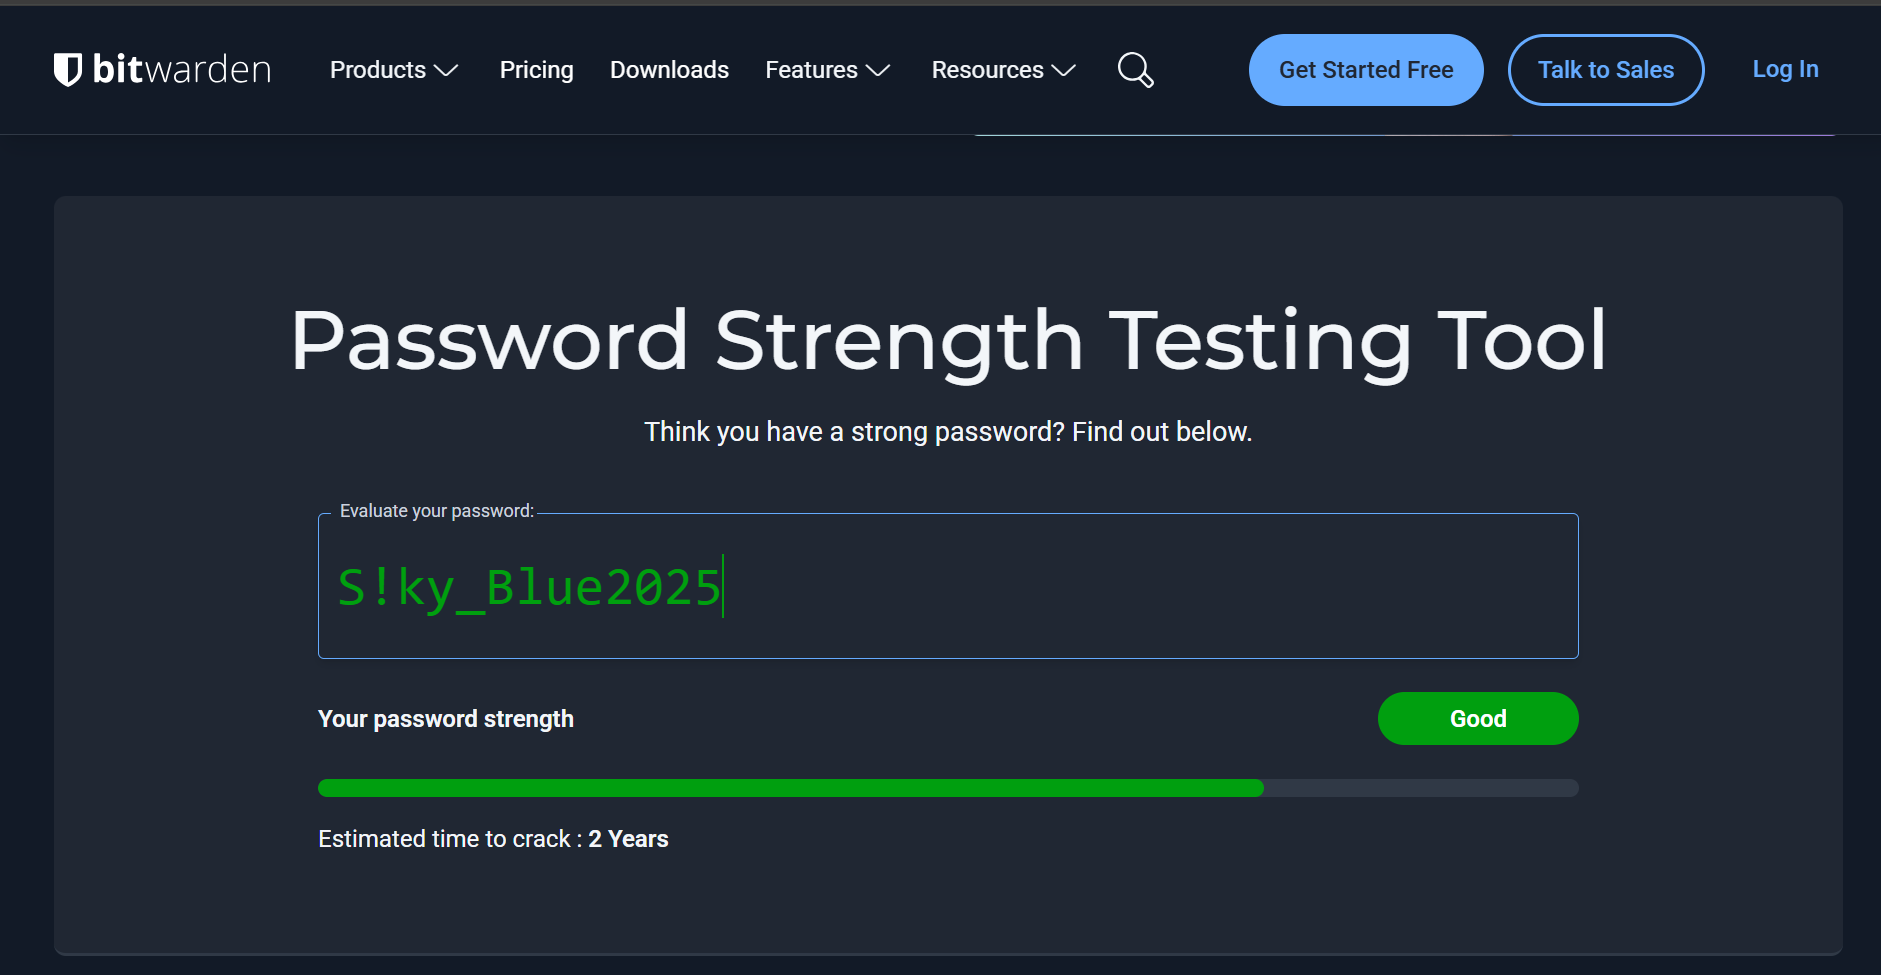 bitwarden Products Pricing Downloads Features Resources Get Started Free Talk to Sales Log In
Password Strength Testing Tool
Think you have a strong password? Find out below.
Evaluate your password:
S!ky_Blue2025
Your password strength Good
Estimated time to crack : 2 Years